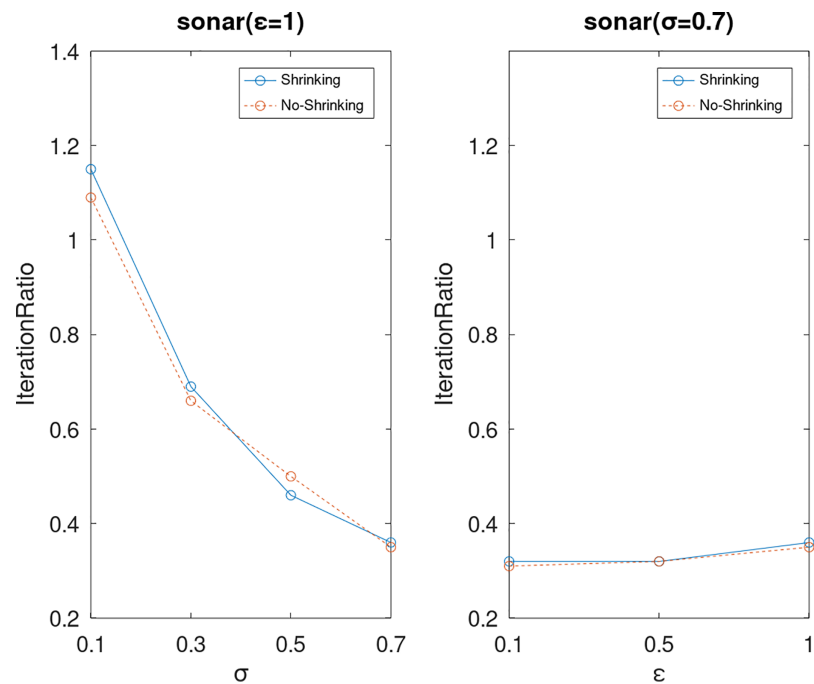 sonar(ε=1)
1.4
1.2
1
0.8
0.6
0.4
0.2
0.1
0.3
0.5
0.7
σ
IterationRatio
Shrinking
No-Shrinking
sonar(σ=0.7)
1.2
1
0.8
0.6
0.4
0.2
0.1
0.5
1
ε
IterationRatio
Shrinking
No-Shrinking